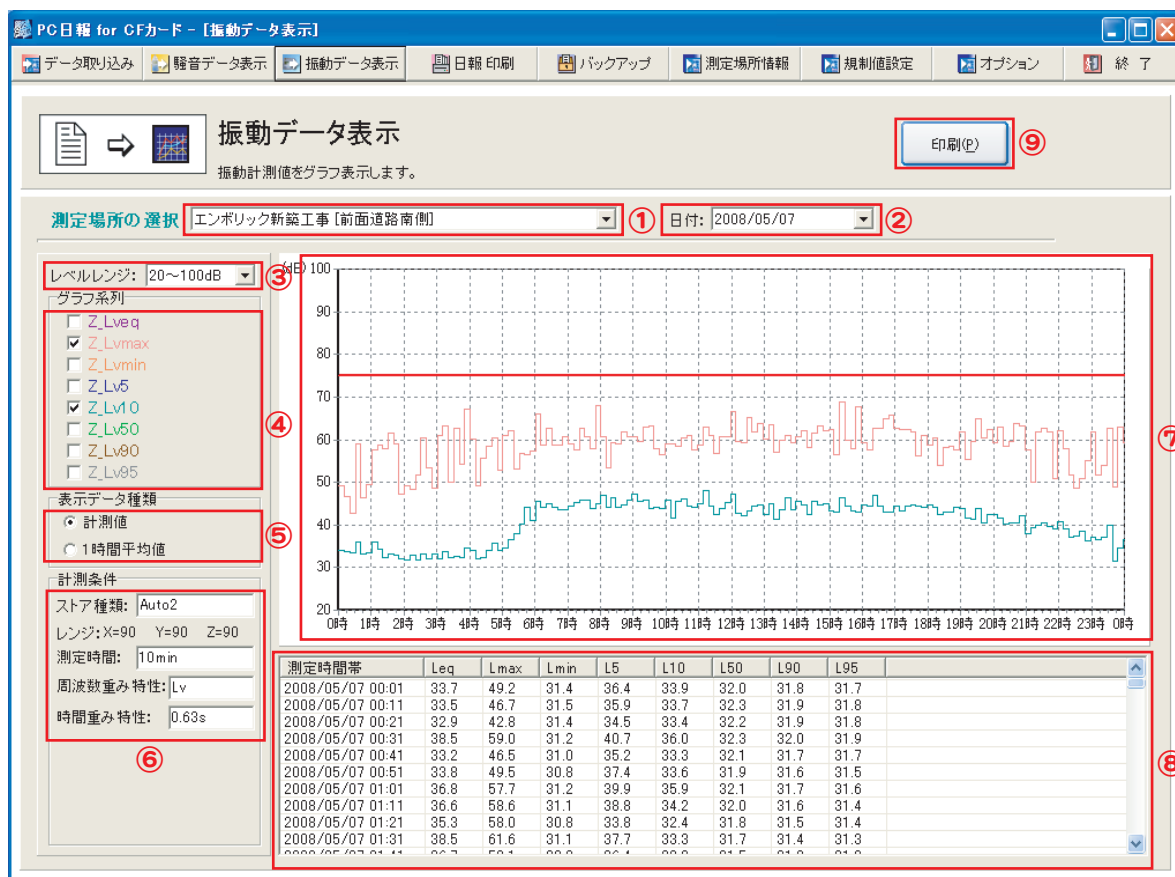 PC日報 for CFカード - [振動データ表示]
データ取り込み 騒音データ表示 振動データ表示 日報 印刷 バックアップ 測定場所情報 規制値設定 オプション 終 了
振動データ表示
振動計測値をグラフ表示します。
印刷(P) ⑨
測定場所の選択 エンボリック新築工事 [前面道路南側] ① 日付: 2008/05/07 ②
レベルレンジ: 20～100dB ③
グラフ系列
Z_Lveq
Z_Lvmax
Z_Lvmin
Z_Lv5
Z_Lv10
Z_Lv50
Z_Lv90
Z_Lv95
④
表示データ種類
計測値
1時間平均値
⑤
計測条件
ストア種類: Auto2
レンジ:X=90 Y=90 Z=90
測定時間: 10min
周波数重み特性: Lv
時間重み特性: 0.63s
⑥
(dB) 100
90
80
70
60
50
40
30
20
0時 1時 2時 3時 4時 5時 6時 7時 8時 9時 10時 11時 12時 13時 14時 15時 16時 17時 18時 19時 20時 21時 22時 23時 0時
⑦
測定時間帯 Leq Lmax Lmin L5 L10 L50 L90 L95
2008/05/07 00:01 33.7 49.2 31.4 36.4 33.9 32.0 31.8 31.7
2008/05/07 00:11 33.5 46.7 31.5 35.9 33.7 32.3 31.9 31.8
2008/05/07 00:21 32.9 42.8 31.4 34.5 33.4 32.2 31.9 31.8
2008/05/07 00:31 38.5 59.0 31.2 40.7 36.0 32.3 32.0 31.9
2008/05/07 00:41 33.2 46.5 31.0 35.2 33.3 32.1 31.7 31.7
2008/05/07 00:51 33.8 49.5 30.8 37.4 33.6 31.9 31.6 31.5
2008/05/07 01:01 36.8 57.7 31.2 39.9 35.9 32.1 31.7 31.6
2008/05/07 01:11 36.6 58.6 31.1 38.8 34.2 32.0 31.6 31.4
2008/05/07 01:21 35.3 58.0 30.8 33.8 32.4 31.8 31.5 31.4
2008/05/07 01:31 38.5 61.6 31.1 37.7 33.3 31.7 31.4 31.3
⑧